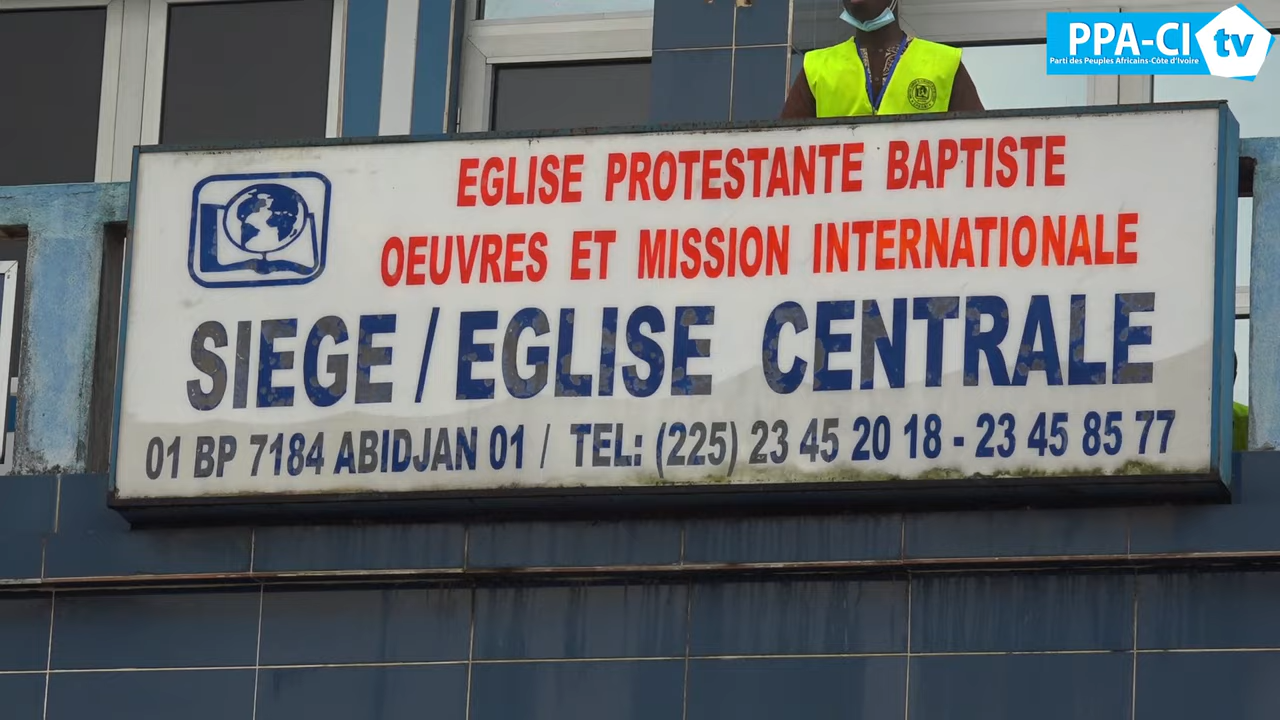 PPA-CI tv
Parti des Peuples Africains-Côte d'Ivoire
EGLISE PROTESTANTE BAPTISTE
OEUVRES ET MISSION INTERNATIONALE
SIEGE / EGLISE CENTRALE
01 BP 7184 ABIDJAN 01 / TEL: (225) 23 45 20 18 - 23 45 85 77